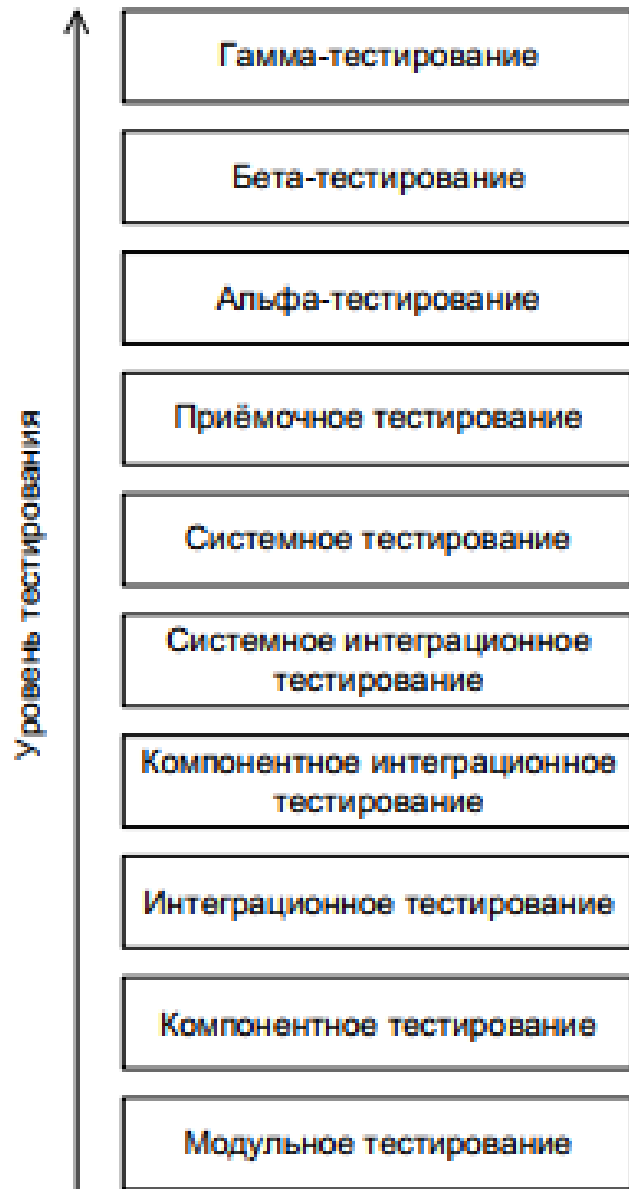 Гамма-тестирование
Бета-тестирование
Альфа-тестирование
Приёмочное тестирование
Системное тестирование
Системное интеграционное
тестирование
Компонентное интеграционное
тестирование
Интеграционное тестирование
Компонентное тестирование
Модульное тестирование
Уровень тестирования